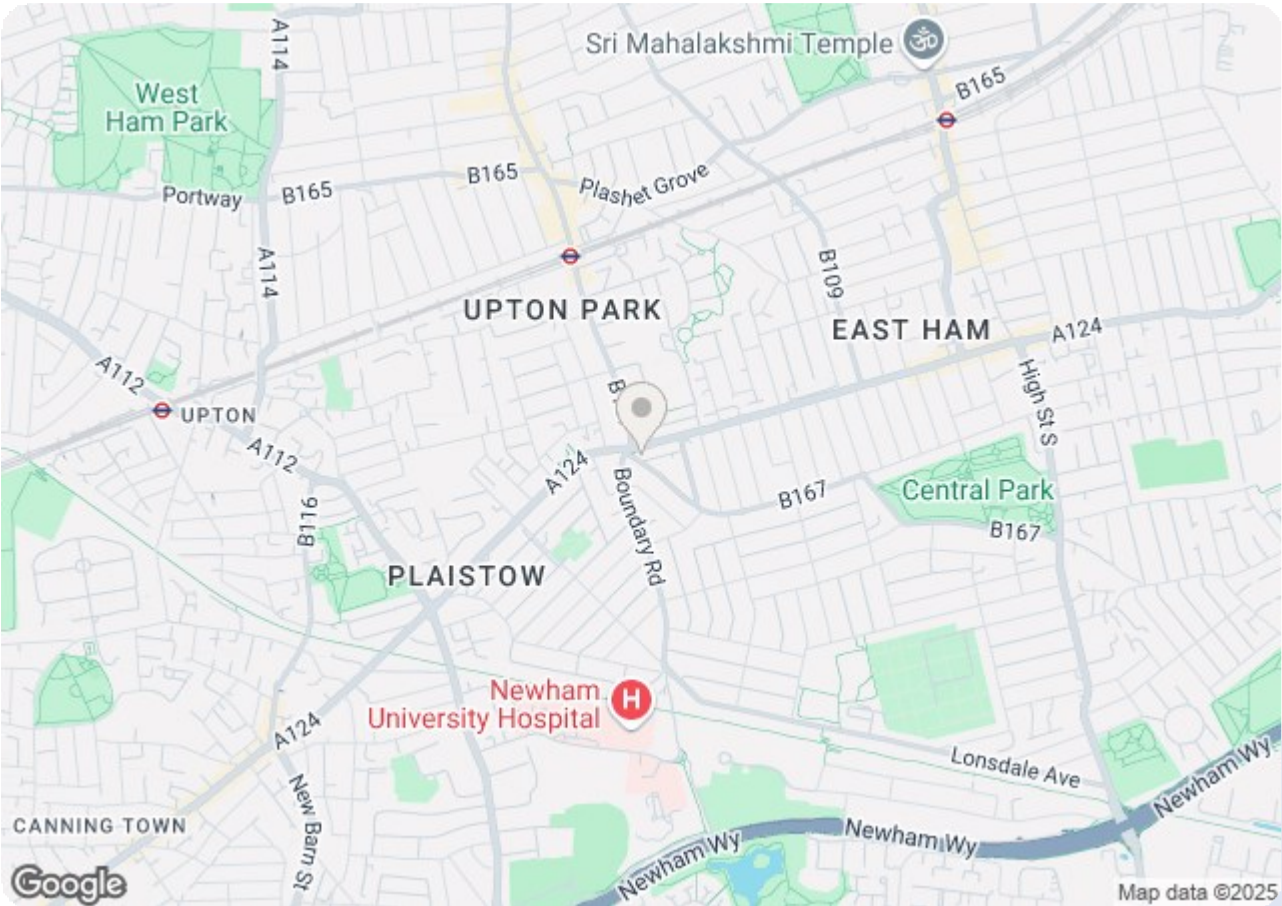 A114
Sri Mahalakshmi Temple
West
Ham Park
B165
B165
Plashet Grove
Portway
B165
A114
B109
UPTON PARK
EAST HAM
A124
A112
High St S
B
UPTON
A112
A124
Boundary Rd
B167
Central Park
B116
B167
PLAISTOW
Newham
University Hospital
H
A124
Lonsdale Ave
Newham Wy
New Barn St
CANNING TOWN
Newham Wy
Newham Wy
Google
Map data ©2025